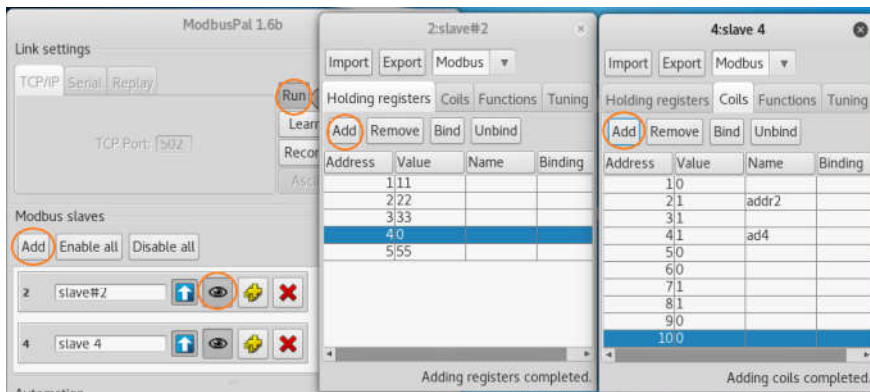 ModbusPal 1.6b
Link settings
TCP/IP Serial Replay
Run
Learn
TCP Port: 502
Recor
Ascii
Modbus slaves
Add Enable all Disable all
2 slave#2
4 slave 4
2:slave#2
Import Export Modbus
Holding registers Coils Functions Tuning
Add Remove Bind Unbind
Address Value Name Binding
1 11
2 22
3 33
4 0
5 55
Adding registers completed.
4:slave 4
Import Export Modbus
Holding registers Coils Functions Tuning
Add Remove Bind Unbind
Address Value Name Binding
1 0
2 1 addr2
3 1
4 1 ad4
5 0
6 0
7 1
8 1
9 0
10 0
Adding coils completed.